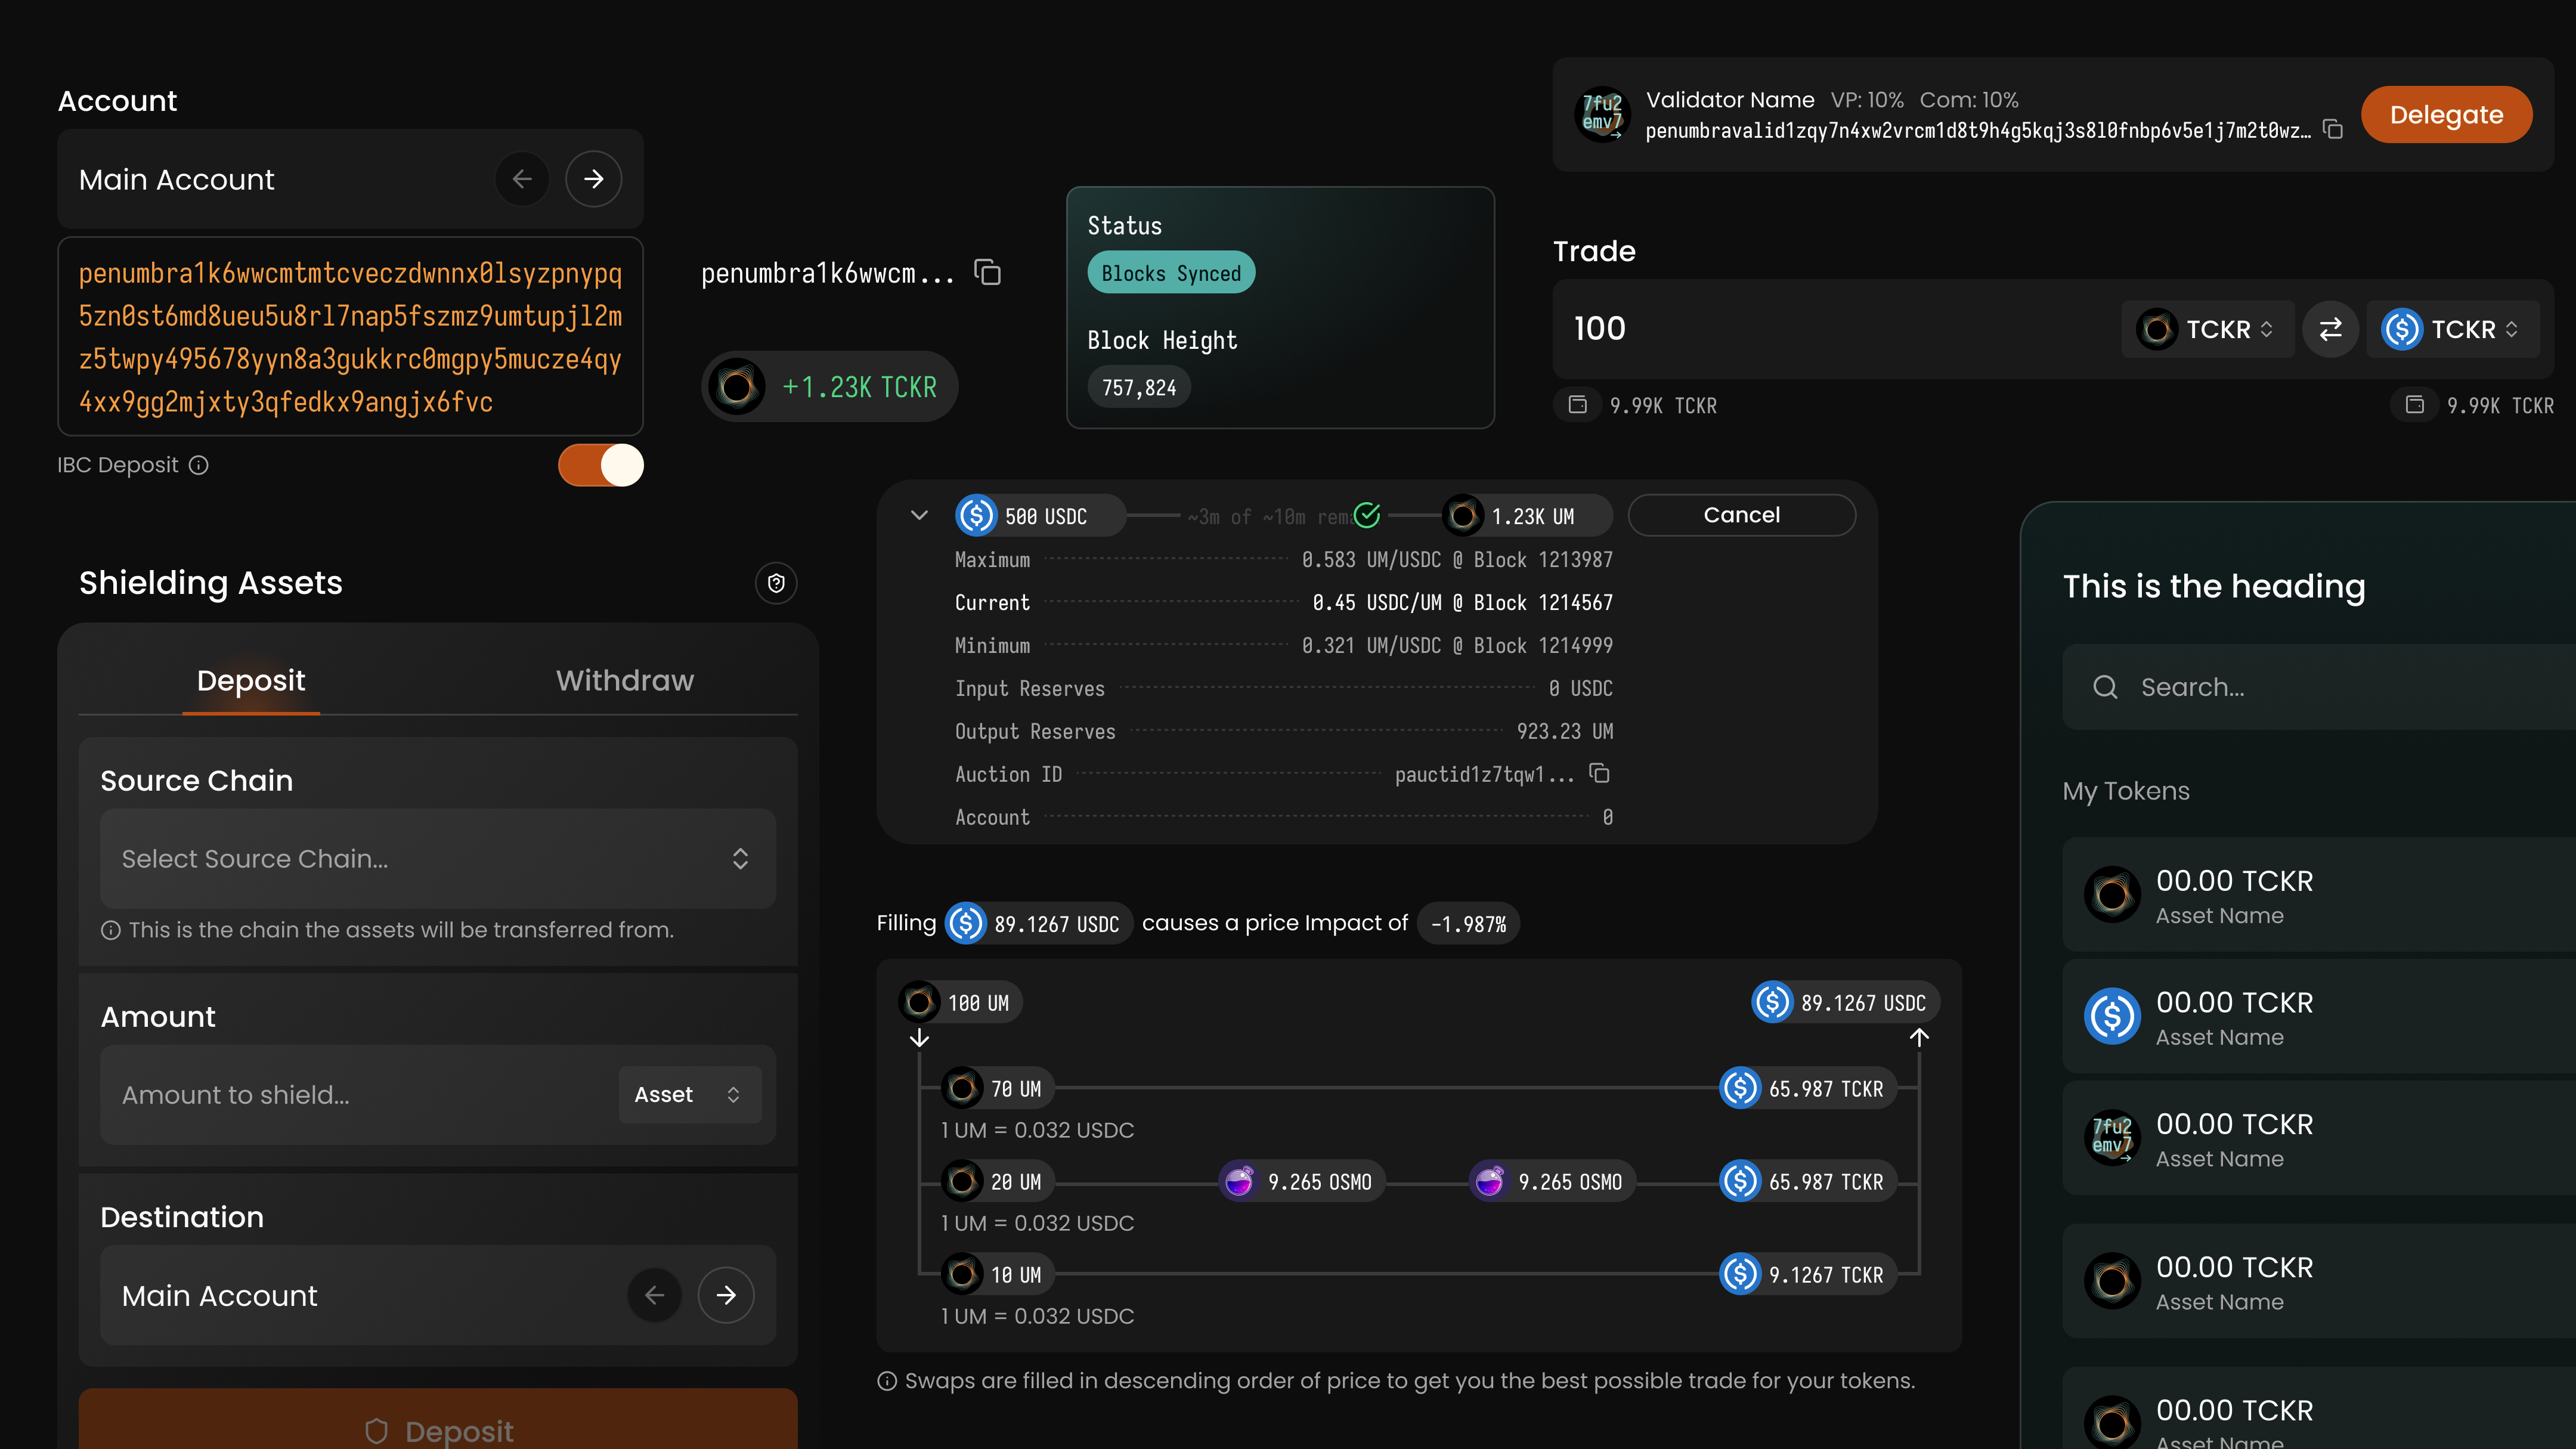 Account
Main Account
penumbra1k6wwcmtmtcveczdwnnx0lsyzpnypq
5zn0st6md8ueu5u8rl7nap5fszmz9umtupjl2m
z5twpy495678yyn8a3gukkrc0mgpy5mucze4qy
4xx9gg2mjxty3qfedkx9angjx6fvc
IBC Deposit
penumbra1k6wwcm...
+1.23K TCKR
Status
Blocks Synced
Block Height
757,824
7fu2
emv7
Validator Name VP: 10% Com: 10%
penumbravalid1zqy7n4xw2vrcm1d8t9h4g5kqj3s8l0fnbp6v5e1j7m2t0wz…
Delegate
Trade
100
TCKR
TCKR
9.99K TCKR
9.99K TCKR
Shielding Assets
Deposit
Withdraw
Source Chain
Select Source Chain...
This is the chain the assets will be transferred from.
Amount
Amount to shield...
Asset
Destination
Main Account
Deposit
500 USDC
~3m of ~10m rema
1.23K UM
Cancel
Maximum 0.583 UM/USDC @ Block 1213987
Current 0.45 USDC/UM @ Block 1214567
Minimum 0.321 UM/USDC @ Block 1214999
Input Reserves 0 USDC
Output Reserves 923.23 UM
Auction ID pauctid1z7tqw1...
Account 0
Filling 89.1267 USDC causes a price Impact of -1.987%
100 UM
89.1267 USDC
70 UM
65.987 TCKR
1 UM = 0.032 USDC
20 UM
9.265 OSMO
9.265 OSMO
65.987 TCKR
1 UM = 0.032 USDC
10 UM
9.1267 TCKR
1 UM = 0.032 USDC
Swaps are filled in descending order of price to get you the best possible trade for your tokens.
This is the heading
Search...
My Tokens
00.00 TCKR
Asset Name
00.00 TCKR
Asset Name
7fu2
emv7
00.00 TCKR
Asset Name
00.00 TCKR
Asset Name
00.00 TCKR
Asset Name